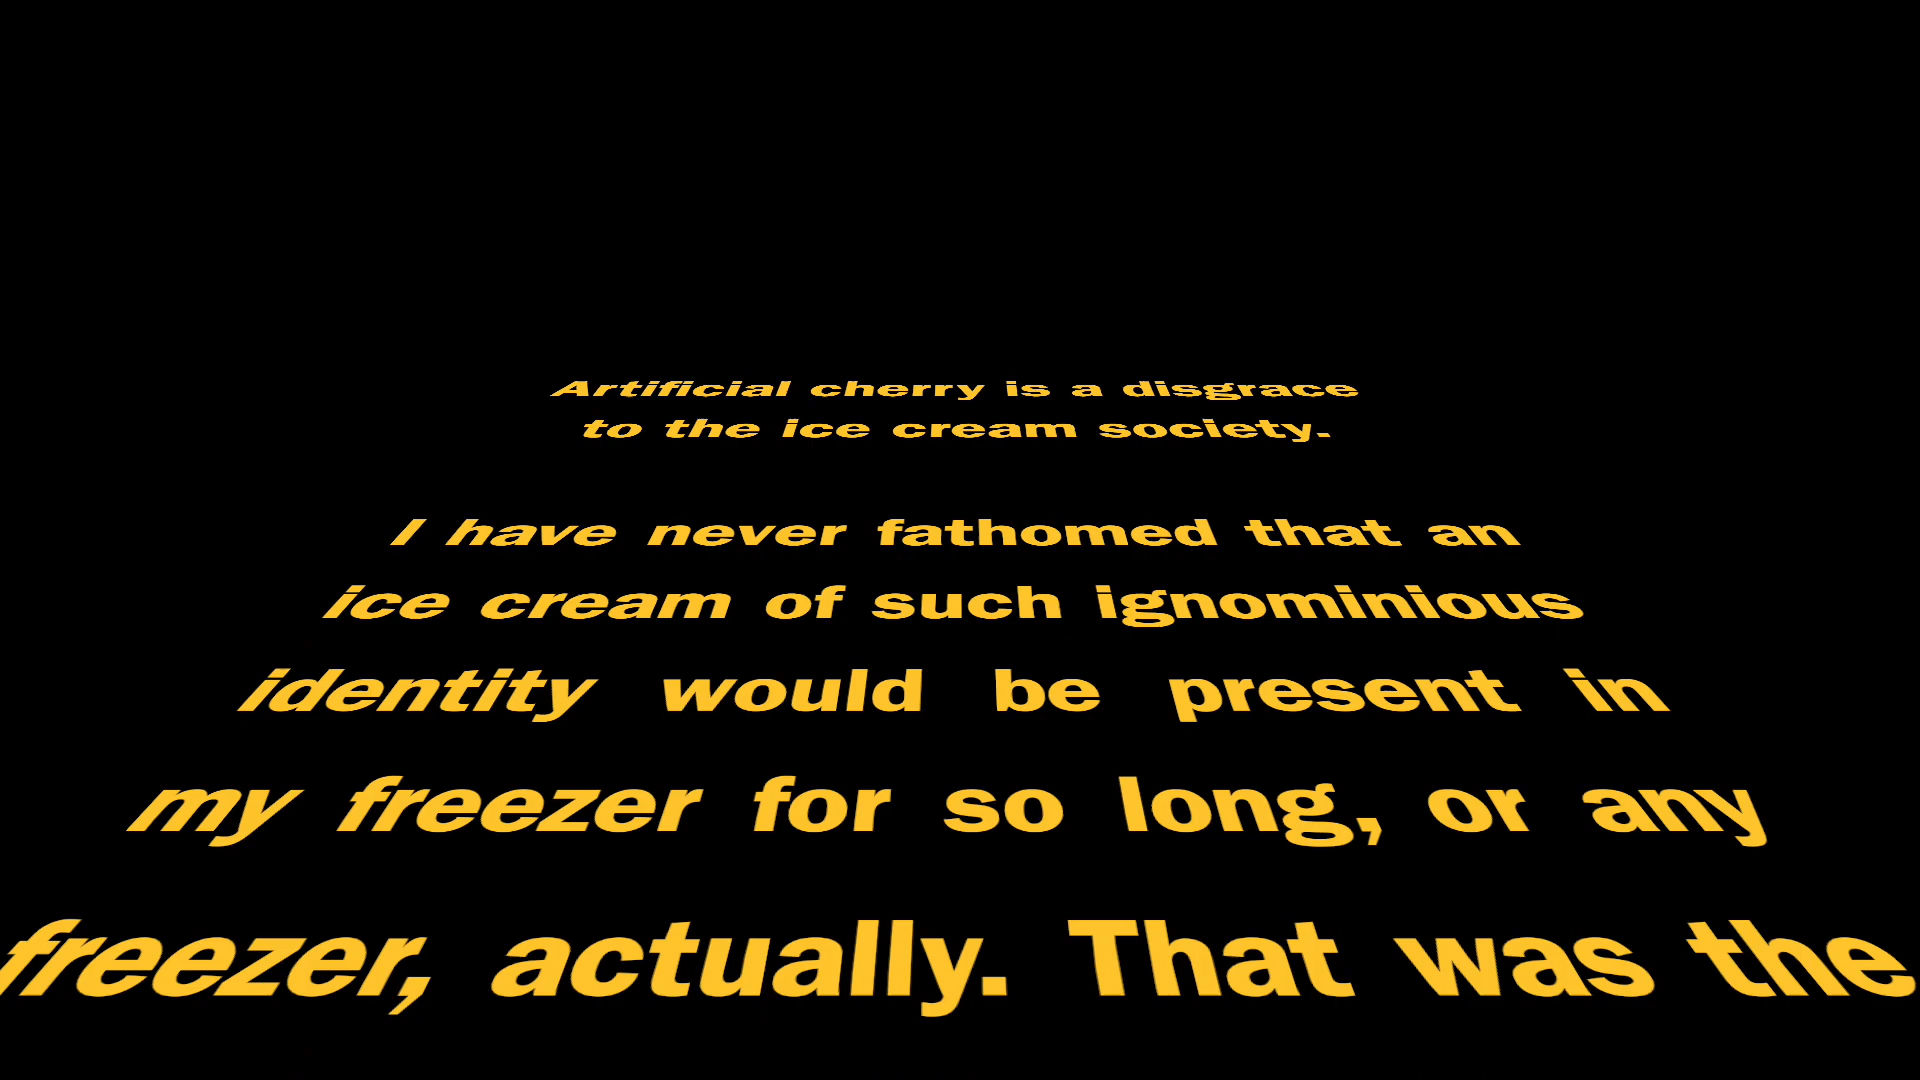 Artificial cherry is a disgrace
to the ice cream society.
I have never fathomed that an
ice cream of such ignominious
identity would be present in
my freezer for so long, or any
freezer, actually. That was the